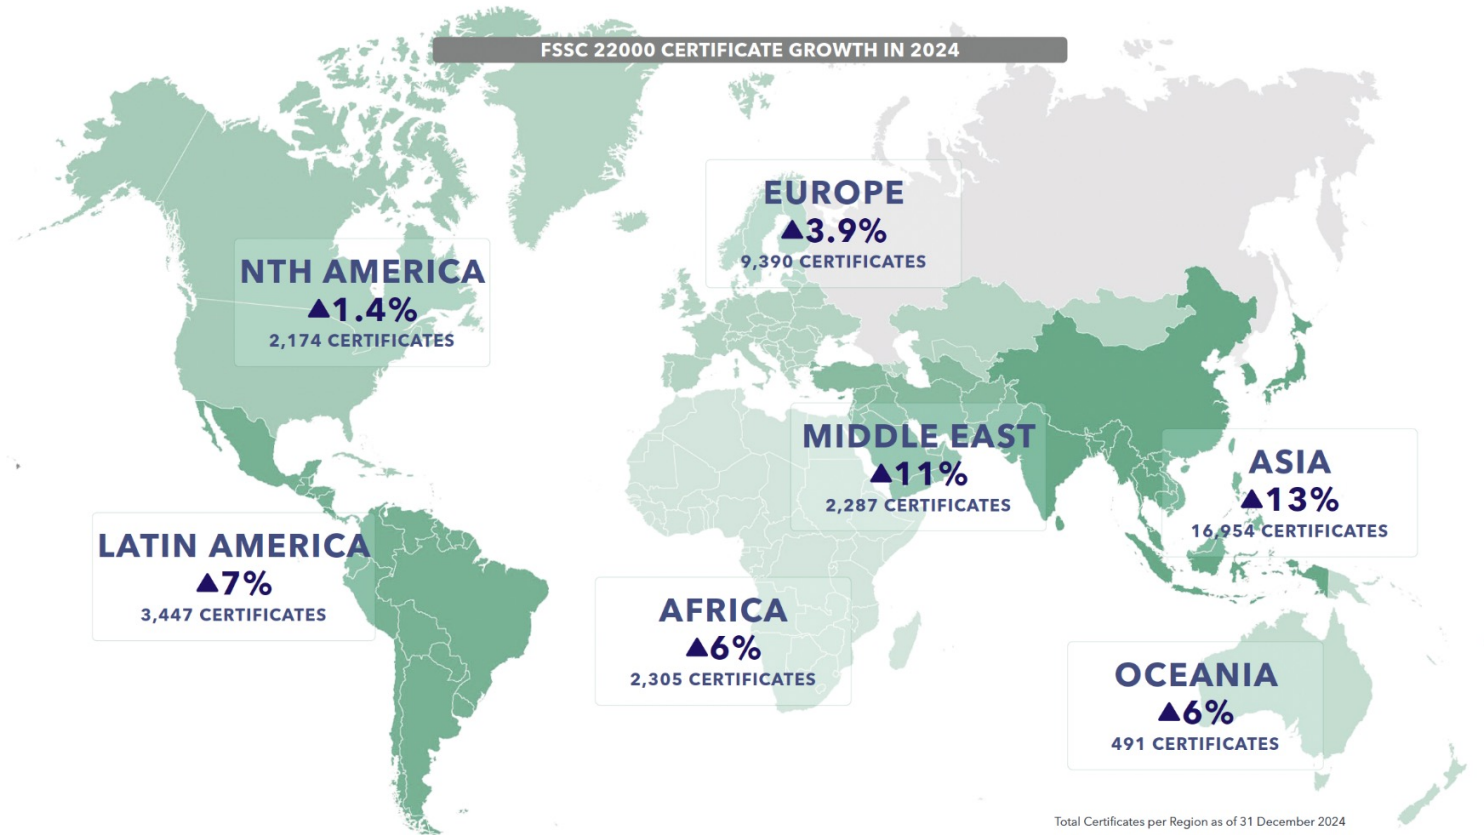 FSSC 22000 CERTIFICATE GROWTH IN 2024
EUROPE
▲3.9%
9,390 CERTIFICATES
NTH AMERICA
▲1.4%
2,174 CERTIFICATES
MIDDLE EAST
▲11%
2,287 CERTIFICATES
ASIA
▲13%
16,954 CERTIFICATES
LATIN AMERICA
▲7%
3,447 CERTIFICATES
AFRICA
▲6%
2,305 CERTIFICATES
OCEANIA
▲6%
491 CERTIFICATES
Total Certificates per Region as of 31 December 2024